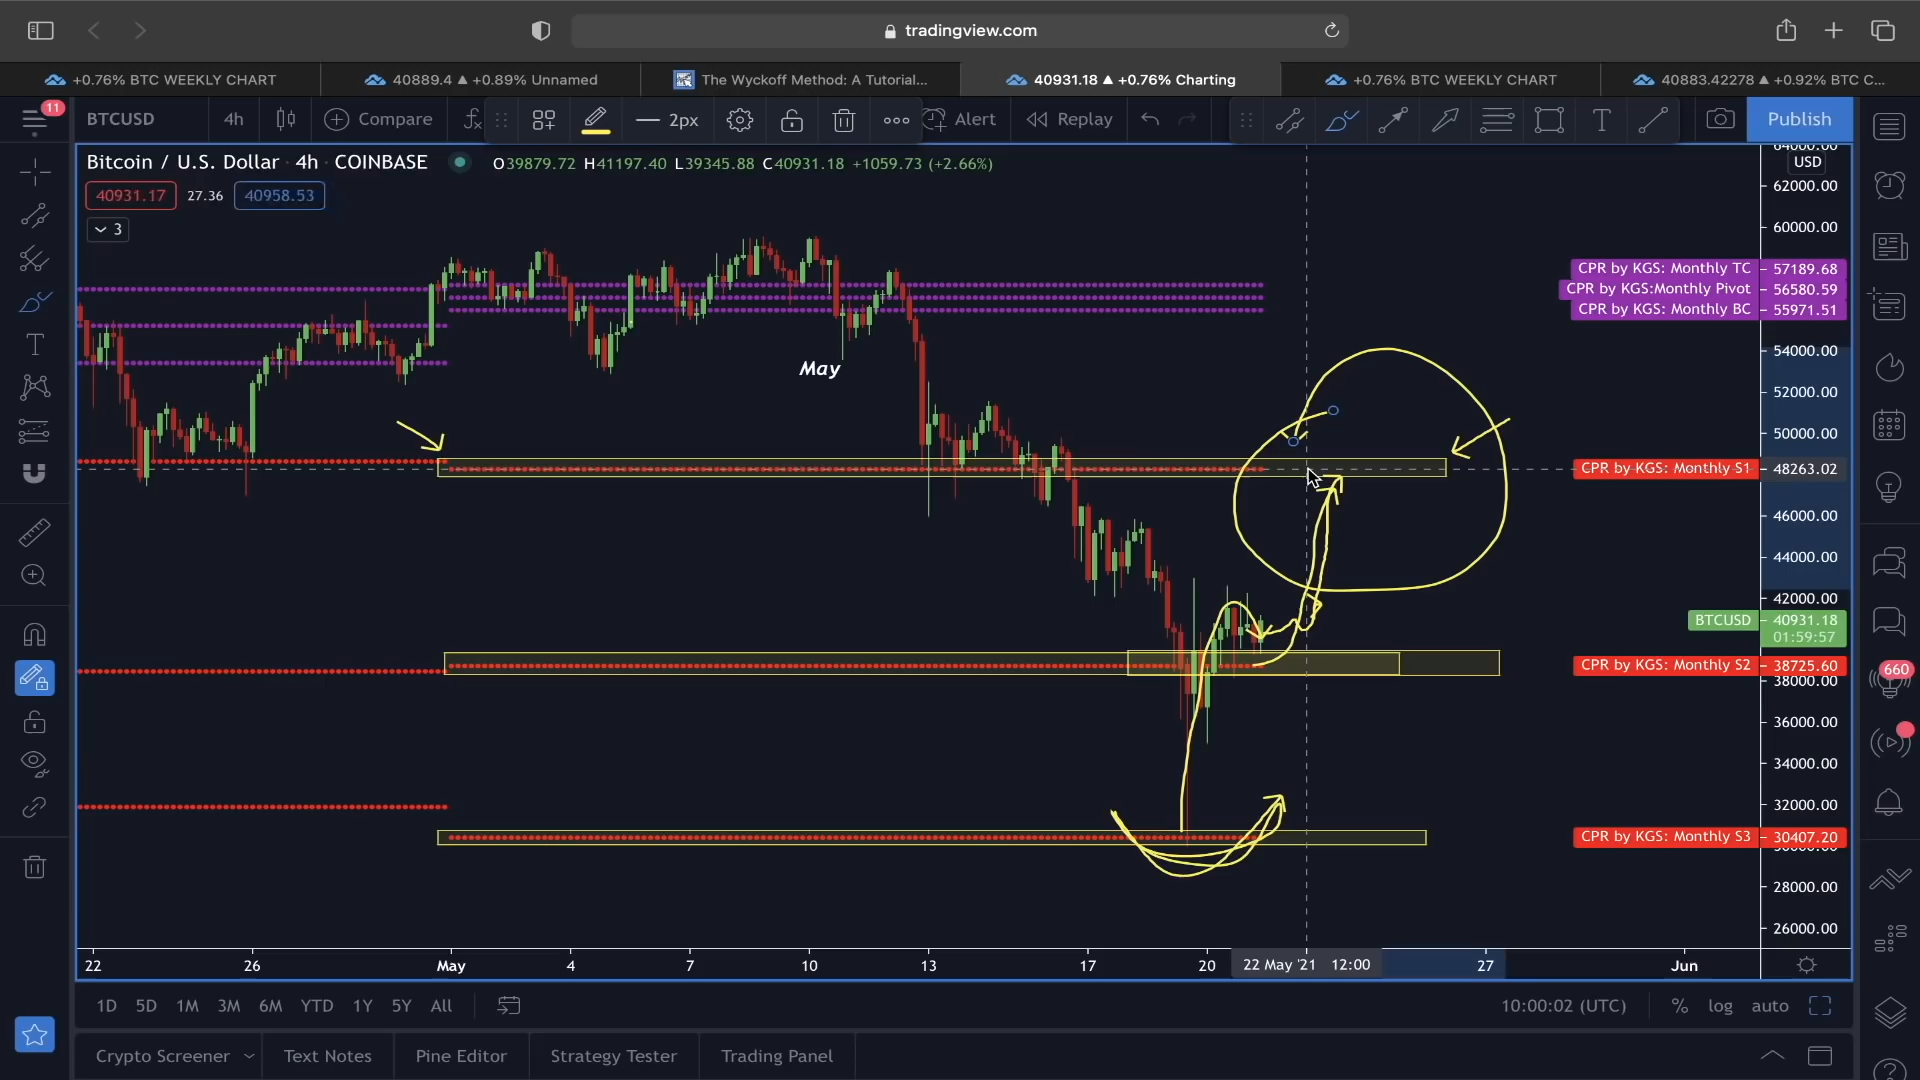 tradingview.com
+0.76% BTC WEEKLY CHART
40889.4 ▲ +0.89% Unnamed
The Wyckoff Method: A Tutorial...
40931.18 ▲ +0.76% Charting
+0.76% BTC WEEKLY CHART
40883.42278 ▲ +0.92% BTC C...
11
BTCUSD
4h
Compare
2px
Alert
Replay
Publish
Bitcoin / U.S. Dollar · 4h · COINBASE
O39879.72 H41197.40 L39345.88 C40931.18 +1059.73 (+2.66%)
40931.17
27.36
40958.53
3
64000.00
USD
62000.00
60000.00
CPR by KGS: Monthly TC 57189.68
CPR by KGS:Monthly Pivot 56580.59
CPR by KGS: Monthly BC 55971.51
May
54000.00
52000.00
50000.00
CPR by KGS: Monthly S1 48263.02
46000.00
44000.00
42000.00
BTCUSD 40931.18
01:59:57
CPR by KGS: Monthly S2 38725.60
38000.00
660
36000.00
34000.00
32000.00
CPR by KGS: Monthly S3 30407.20
30000.00
28000.00
26000.00
22 26 May 4 7 10 13 17 20 22 May '21 12:00 27 Jun
1D 5D 1M 3M 6M YTD 1Y 5Y All
10:00:02 (UTC) % log auto
Crypto Screener Text Notes Pine Editor Strategy Tester Trading Panel